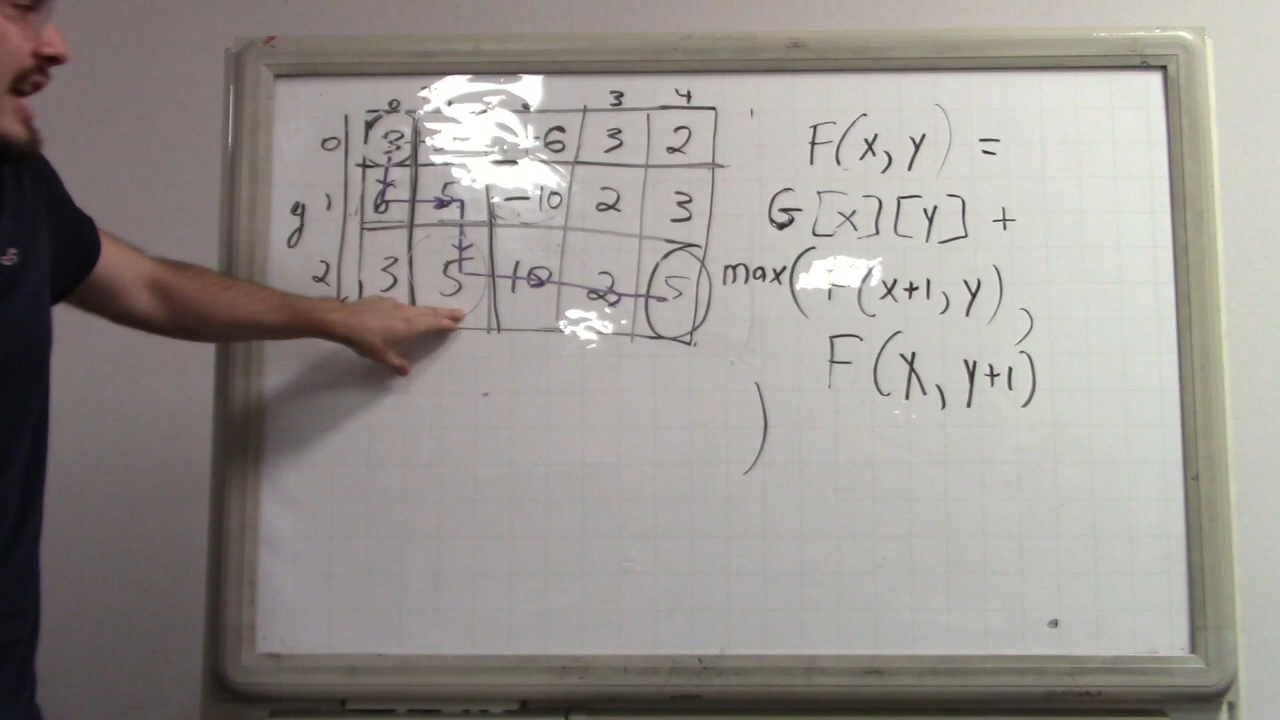 0 3 4
0 3 6 3 2
y 1 6 5 -10 2 3
2 3 5 10 2 5
F(x,y) =
G[x][y] +
max(F(x+1,y),
F(x,y+1)
)